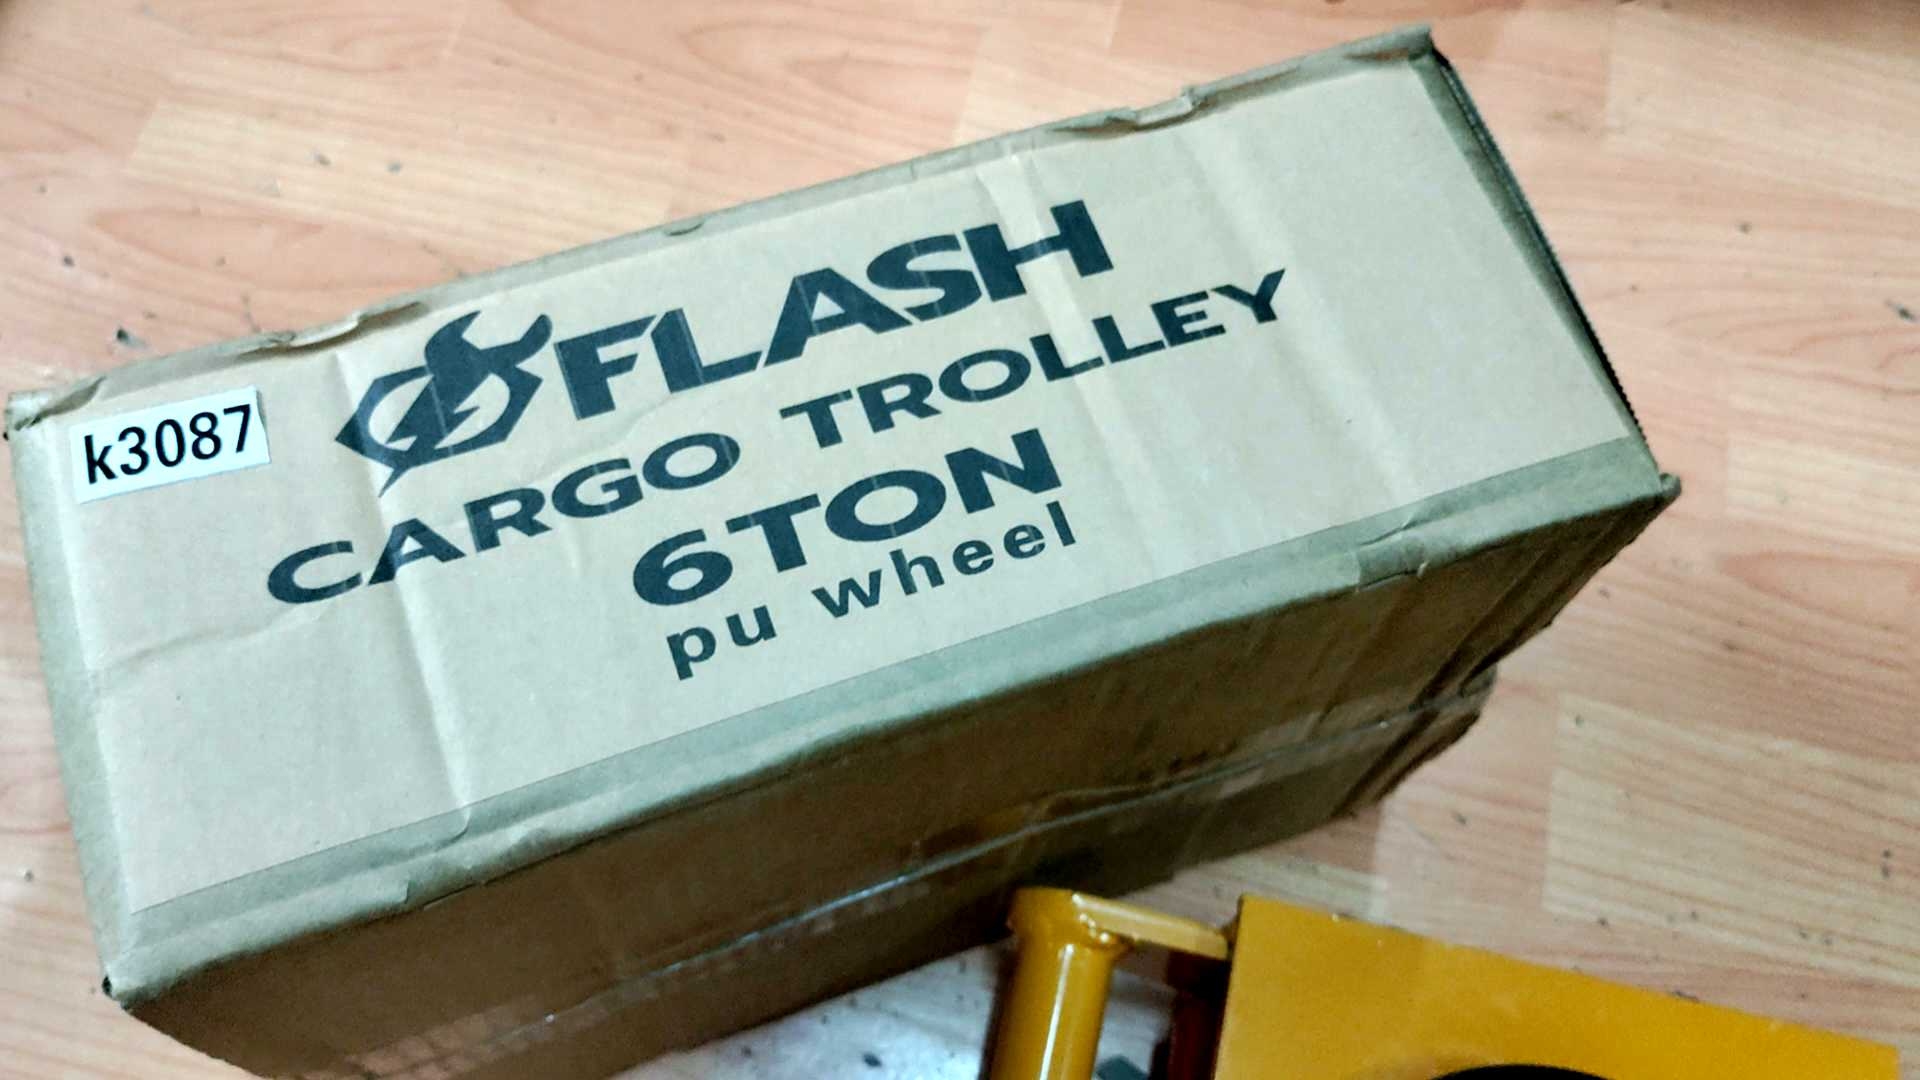 k3087
FLASH
CARGO TROLLEY
6TON
pu wheel